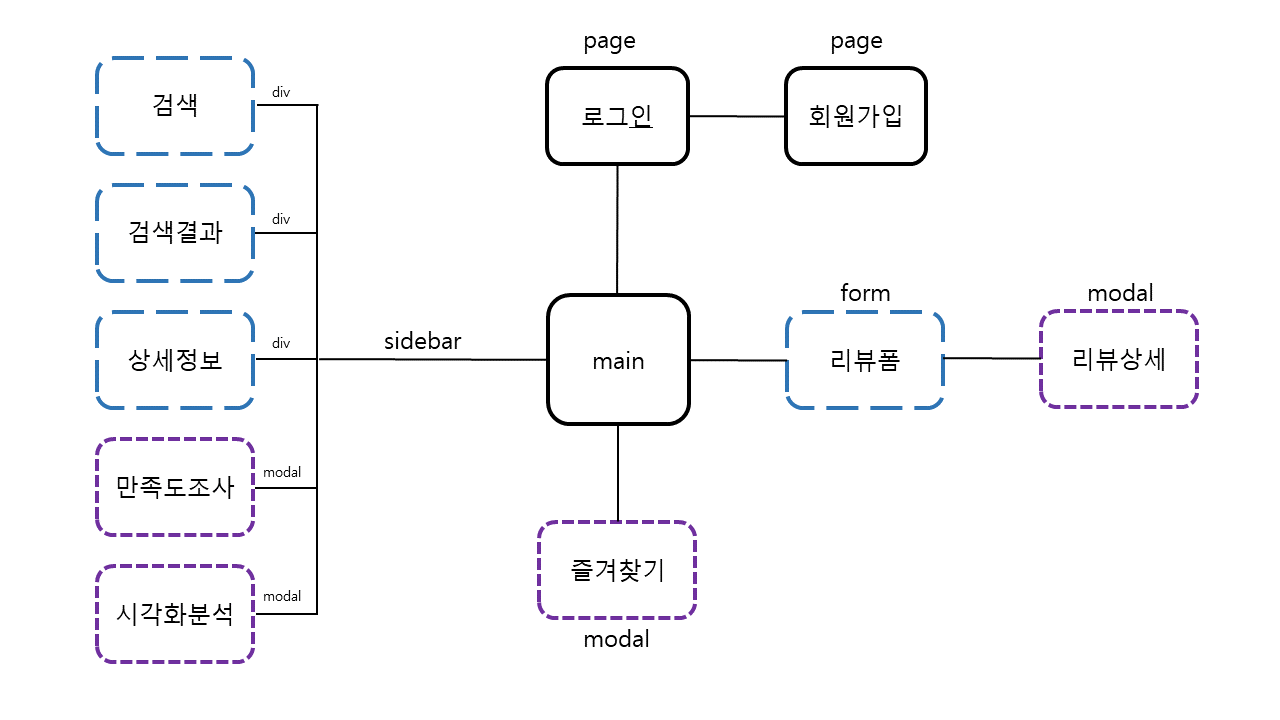 page
page
로그인
회원가입
div
검색
div
검색결과
div
상세정보
modal
만족도조사
modal
시각화분석
sidebar
main
form
리뷰폼
modal
리뷰상세
즐겨찾기
modal